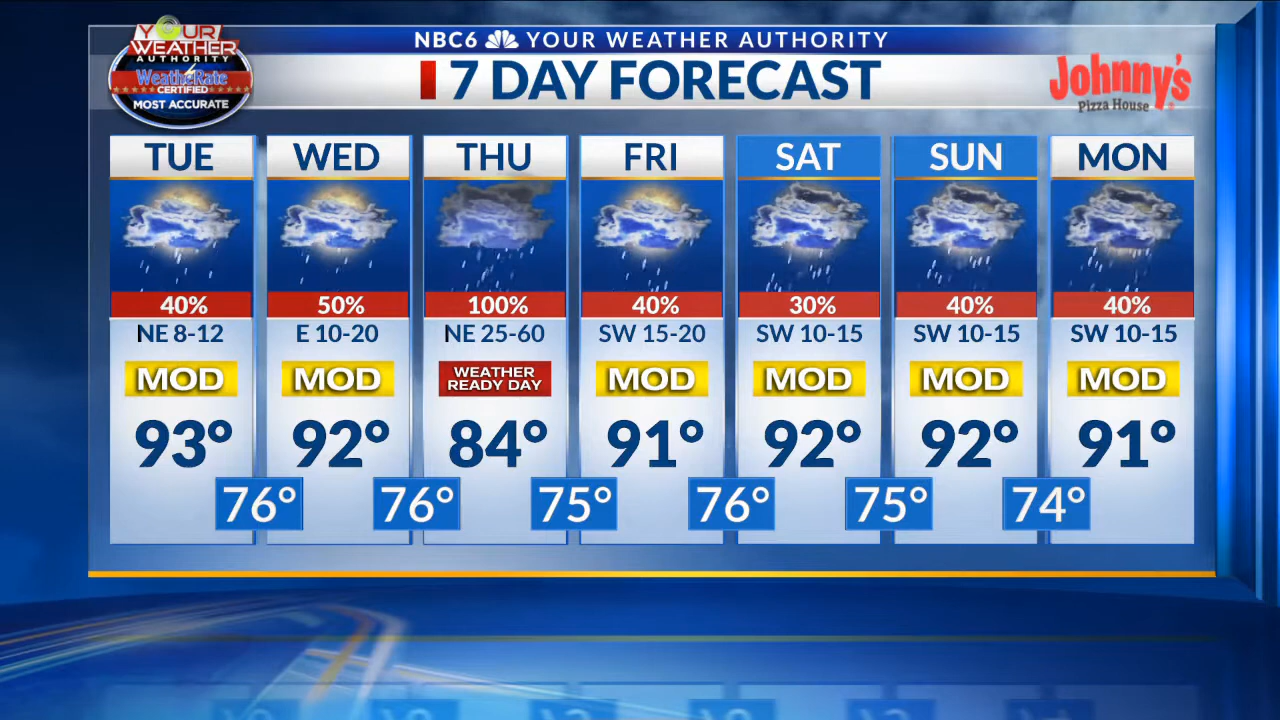 YOUR
WEATHER
AUTHORITY
WeatheRate
CERTIFIED
MOST ACCURATE
NBC6 YOUR WEATHER AUTHORITY
7 DAY FORECAST
Johnny's
Pizza House
TUE WED THU FRI SAT SUN MON
40% 50% 100% 40% 30% 40% 40%
NE 8-12 E 10-20 NE 25-60 SW 15-20 SW 10-15 SW 10-15 SW 10-15
MOD MOD WEATHER READY DAY MOD MOD MOD MOD
93° 92° 84° 91° 92° 92° 91°
76° 76° 75° 76° 75° 74°